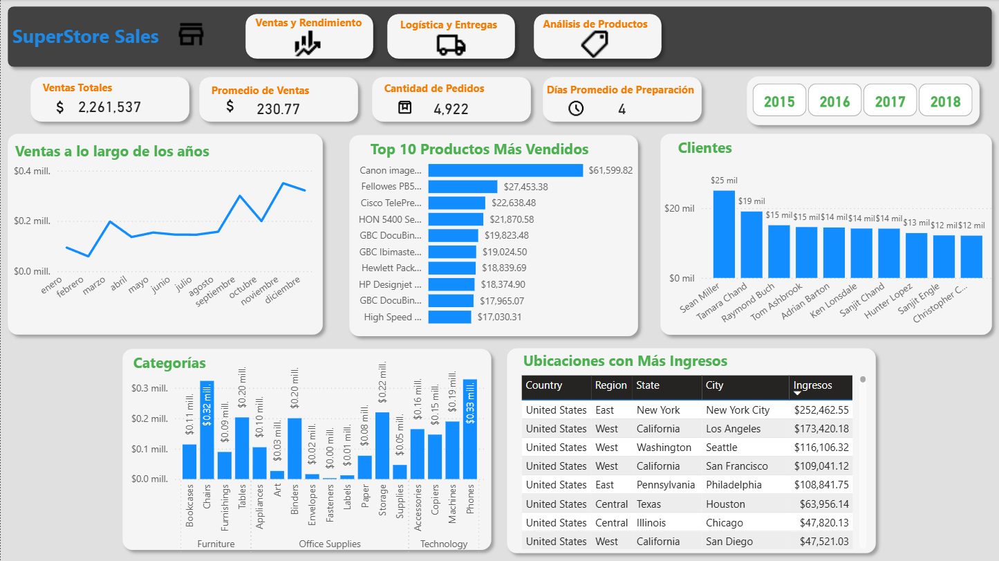 SuperStore Sales
Ventas y Rendimiento
Logística y Entregas
Análisis de Productos
Ventas Totales
$ 2,261,537
Promedio de Ventas
$ 230.77
Cantidad de Pedidos
4,922
Días Promedio de Preparación
4
2015 2016 2017 2018
Ventas a lo largo de los años
$0.4 mill.
$0.2 mill.
$0.0 mill.
enero febrero marzo abril mayo junio julio agosto septiembre octubre noviembre diciembre
Top 10 Productos Más Vendidos
Canon image... $61,599.82
Fellowes PB5... $27,453.38
Cisco TelePre... $22,638.48
HON 5400 Se... $21,870.58
GBC DocuBin... $19,823.48
GBC Ibimaste... $19,024.50
Hewlett Pack... $18,839.69
HP Designjet ... $18,374.90
GBC DocuBin... $17,965.07
High Speed ... $17,030.31
Clientes
$20 mil
$0 mil
$25 mil $19 mil $15 mil $15 mil $14 mil $14 mil $14 mil $13 mil $12 mil $12 mil
Sean Miller
Tamara Chand
Raymond Buch
Tom Ashbrook
Adrian Barton
Ken Lonsdale
Sanjit Chand
Hunter Lopez
Sanjit Engle
Christopher C...
Categorías
$0.3 mill.
$0.2 mill.
$0.1 mill.
$0.0 mill.
$0.11 mill. $0.32 mill. $0.09 mill. $0.20 mill. $0.10 mill. $0.03 mill. $0.20 mill. $0.02 mill. $0.00 mill. $0.01 mill. $0.08 mill. $0.22 mill. $0.05 mill. $0.16 mill. $0.15 mill. $0.19 mill. $0.33 mill.
Bookcases Chairs Furnishings Tables Appliances Art Binders Envelopes Fasteners Labels Paper Storage Supplies Accessories Copiers Machines Phones
Furniture Office Supplies Technology
Ubicaciones con Más Ingresos
Country Region State City Ingresos
United States East New York New York City $252,462.55
United States West California Los Angeles $173,420.18
United States West Washington Seattle $116,106.32
United States West California San Francisco $109,041.12
United States East Pennsylvania Philadelphia $108,841.75
United States Central Texas Houston $63,956.14
United States Central Illinois Chicago $47,820.13
United States West California San Diego $47,521.03